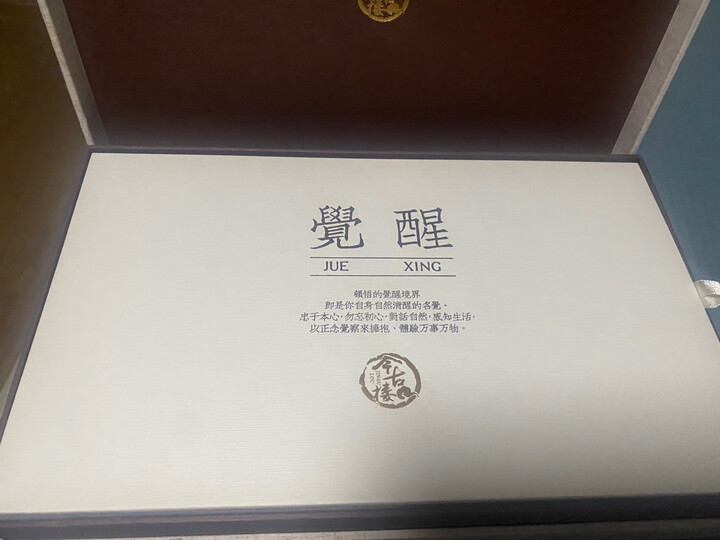 覺醒
JUE XING
頓悟的覺醒境界
即是你自身自然清醒的名覺。
忠于本心,勿忘初心,對話自然,感知生活,
以正念覺察來擁抱、體驗万事万物。
今古樓